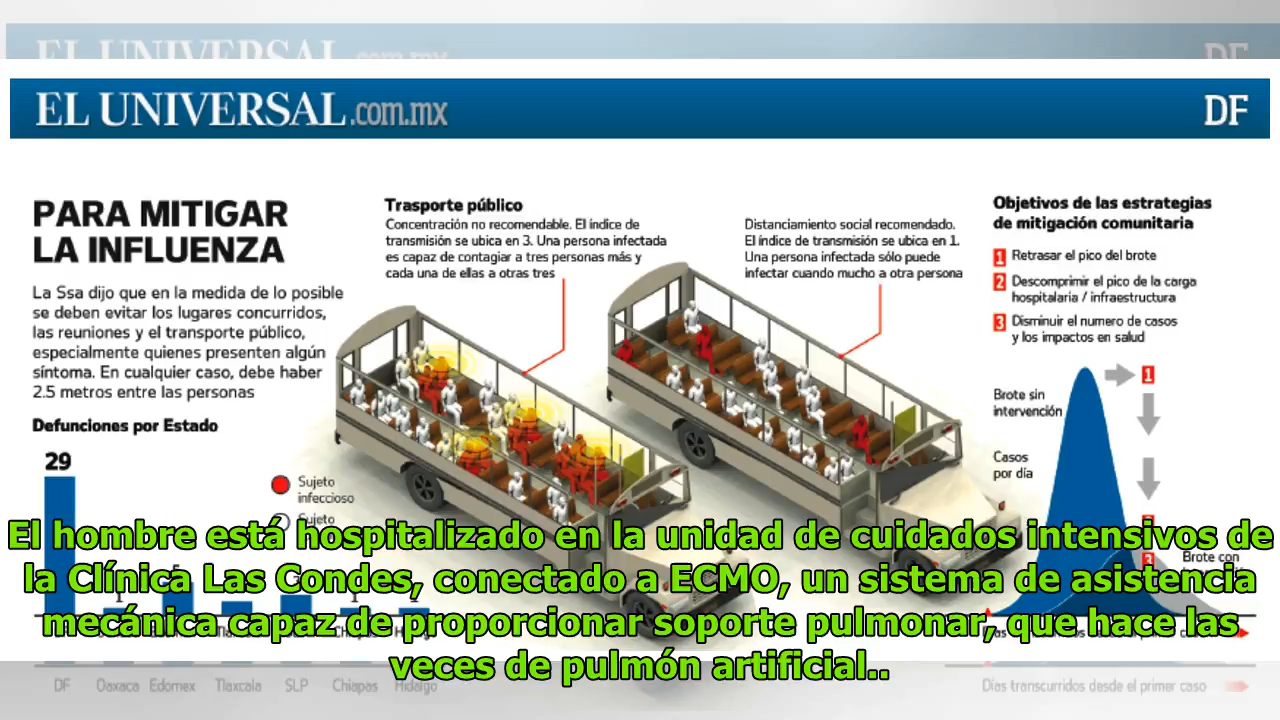 EL UNIVERSAL.com.mx
DF
EL UNIVERSAL.com.mx
DF
PARA MITIGAR
LA INFLUENZA
La Ssa dijo que en la medida de lo posible
se deben evitar los lugares concurridos,
las reuniones y el transporte público,
especialmente quienes presenten algún
síntoma. En cualquier caso, debe haber
2.5 metros entre las personas
Defunciones por Estado
29
Sujeto
infeccioso
Sujeto
Trasporte público
Concentración no recomendable. El índice de
transmisión se ubica en 3. Una persona infectada
es capaz de contagiar a tres personas más y
cada una de ellas a otras tres
Distanciamiento social recomendado.
El índice de transmisión se ubica en 1.
Una persona infectada sólo puede
infectar cuando mucho a otra persona
Objetivos de las estrategias
de mitigación comunitaria
1 Retrasar el pico del brote
2 Descomprimir el pico de la carga
hospitalaria / infraestructura
3 Disminuir el numero de casos
y los impactos en salud
1
Brote sin
intervención
Casos
por día
Brote con
El hombre está hospitalizado en la unidad de cuidados intensivos de
la Clínica Las Condes, conectado a ECMO, un sistema de asistencia
mecánica capaz de proporcionar soporte pulmonar, que hace las
veces de pulmón artificial..
DF Oaxaca Edomex Tlaxcala SLP Chiapas Hidalgo
Días transcurridos desde el primer caso